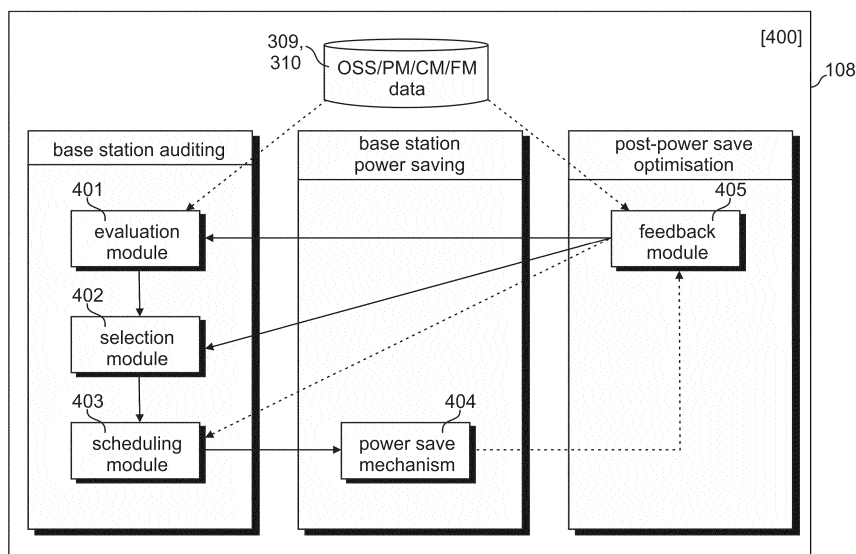 [400]
108
309,
310
OSS/PM/CM/FM
data
base station auditing
base station
power saving
post-power save
optimisation
401
evaluation
module
405
feedback
module
402
selection
module
403
scheduling
module
404
power save
mechanism